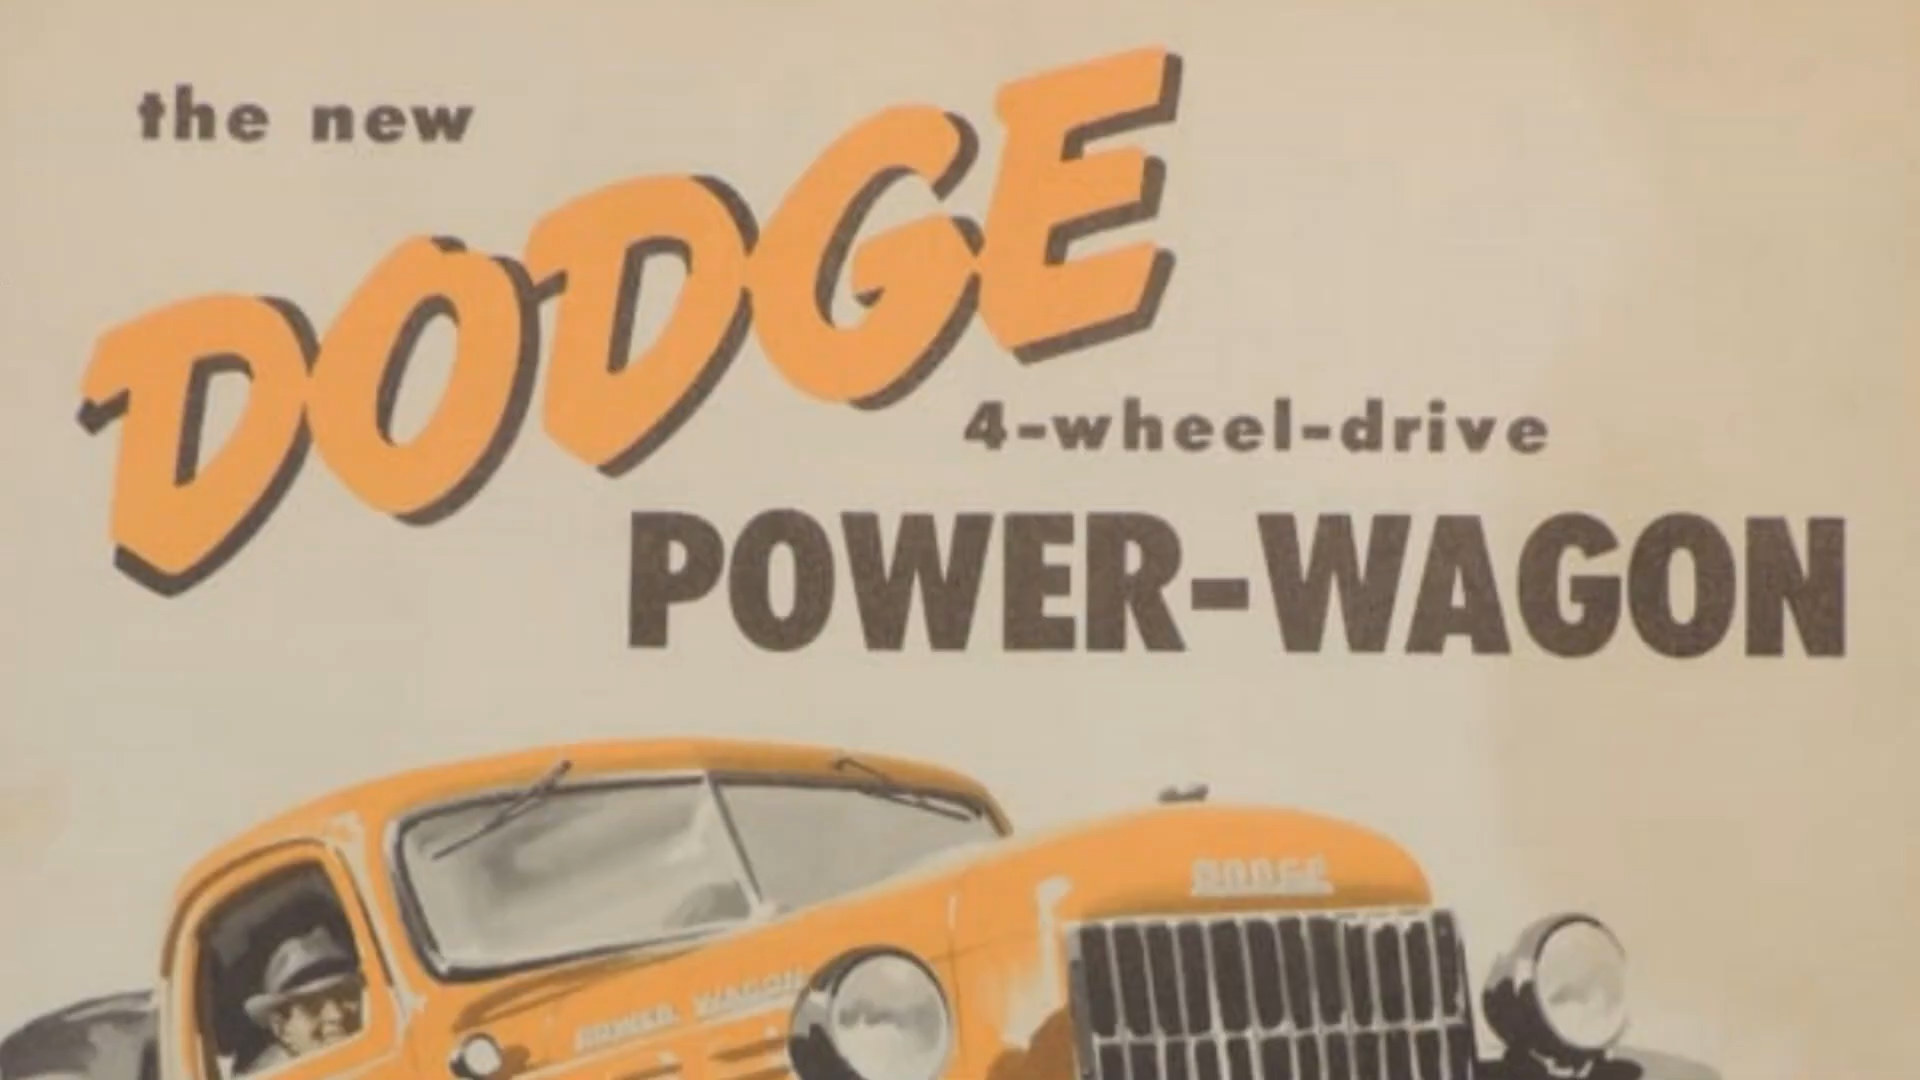 the new
DODGE
4-wheel-drive
POWER-WAGON
DODGE
POWER WAGON